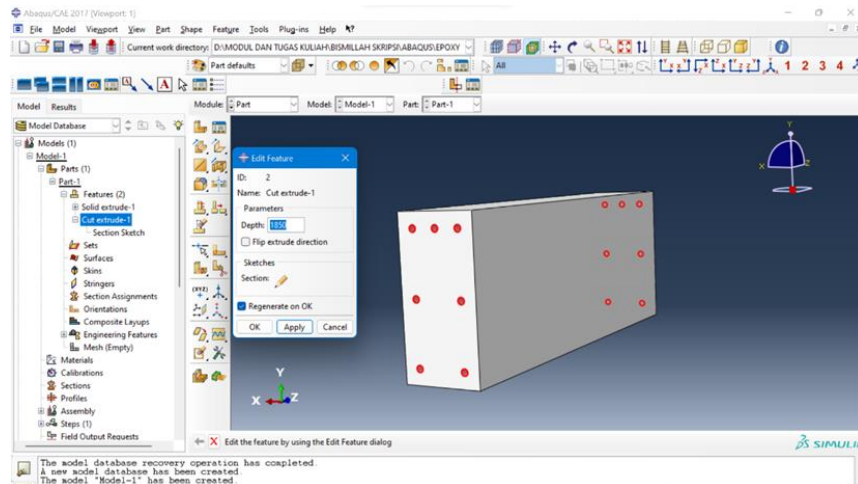 Abaqus/CAE 2017 [Viewport: 1]
File Model Viewport View Part Shape Feature Tools Plug-ins Help
Current work directory: D:\MODUL DAN TUGAS KULIAH\BISMILLAH SKRIPSI\ABAQUS\EPOXY
Part defaults
All
1 2 3 4
Model Results
Module: Part Model: Model-1 Part: Part-1
Model Database
Models (1)
Model-1
Parts (1)
Part-1
Features (2)
Solid extrude-1
Cut extrude-1
Section Sketch
Sets
Surfaces
Skins
Stringers
Section Assignments
Orientations
Composite Layups
Engineering Features
Mesh (Empty)
Materials
Calibrations
Sections
Profiles
Assembly
Steps (1)
Field Output Requests
Edit Feature
ID: 2
Name: Cut extrude-1
Parameters
Depth: 1850
Flip extrude direction
Sketches
Section:
Regenerate on OK
OK Apply Cancel
Y
X Z
Y
X Z
Edit the feature by using the Edit Feature dialog
SIMULIA
The model database recovery operation has completed.
A new model database has been created.
The model "Model-1" has been created.